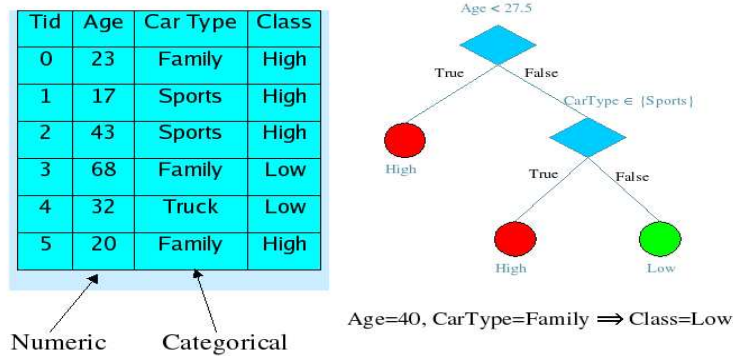 Tid Age Car Type Class
0 23 Family High
1 17 Sports High
2 43 Sports High
3 68 Family Low
4 32 Truck Low
5 20 Family High
Numeric Categorical
Age < 27.5
True False
CarType ∈ {Sports}
High
True False
High Low
Age=40, CarType=Family ⇒ Class=Low